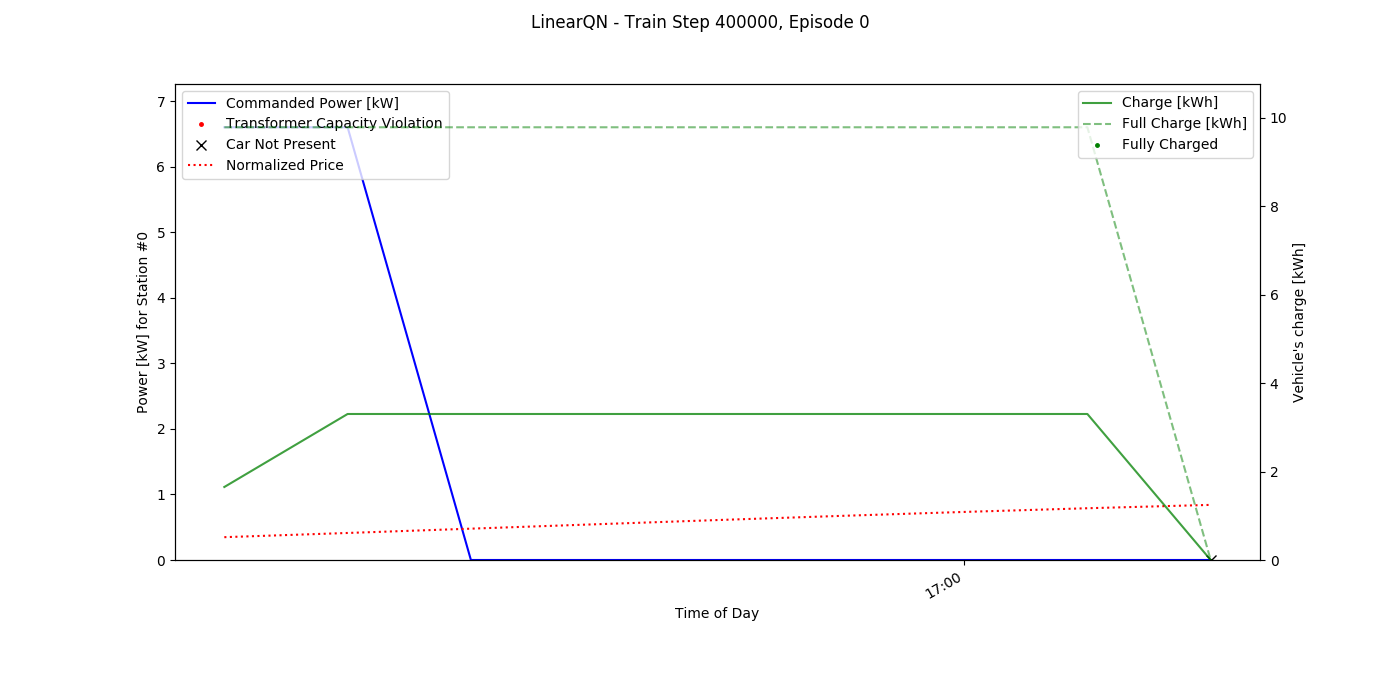 LinearQN - Train Step 400000, Episode 0
Commanded Power [kW]
Transformer Capacity Violation
Car Not Present
Normalized Price
Charge [kWh]
Full Charge [kWh]
Fully Charged
7
6
5
4
3
2
1
0
Power [kW] for Station #0
10
8
6
4
2
0
Vehicle's charge [kWh]
17:00
Time of Day